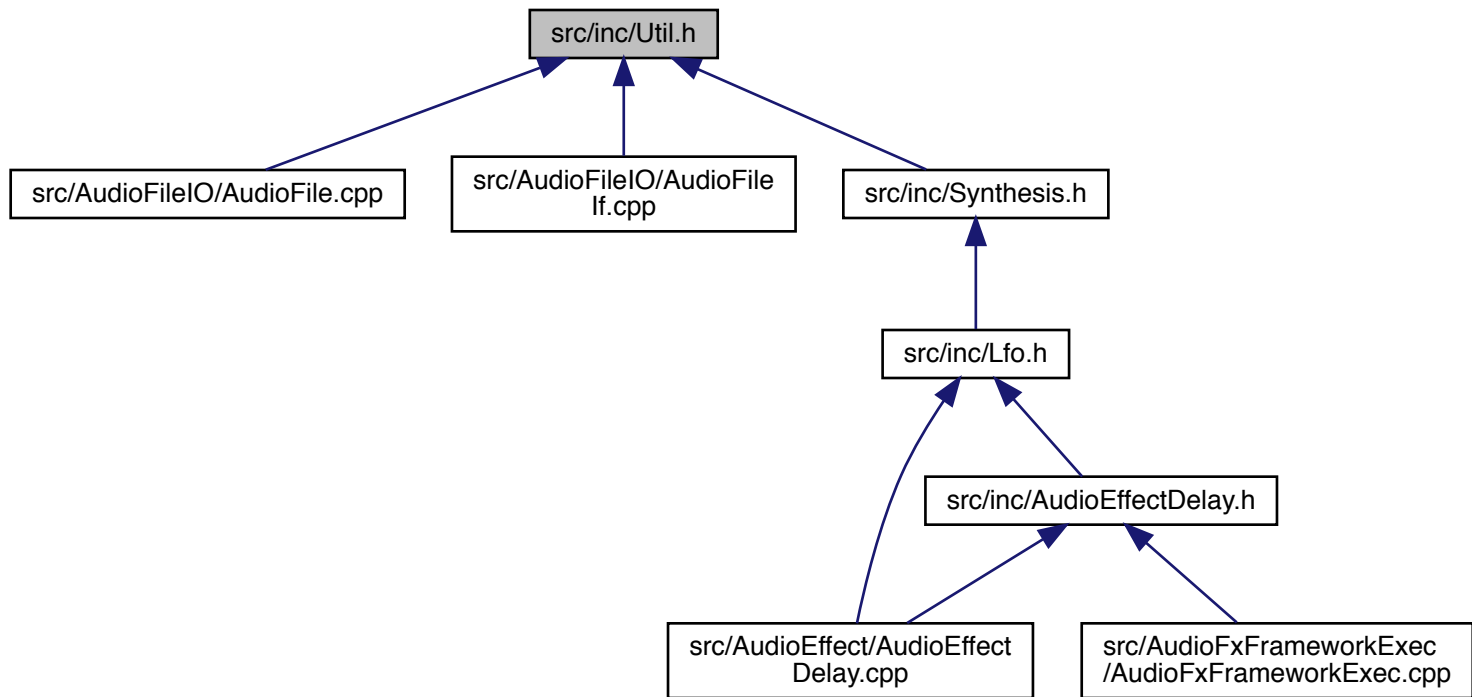 src/inc/Util.h
src/AudioFileIO/AudioFile.cpp
src/AudioFileIO/AudioFile
If.cpp
src/inc/Synthesis.h
src/inc/Lfo.h
src/inc/AudioEffectDelay.h
src/AudioEffect/AudioEffect
Delay.cpp
src/AudioFxFrameworkExec
/AudioFxFrameworkExec.cpp